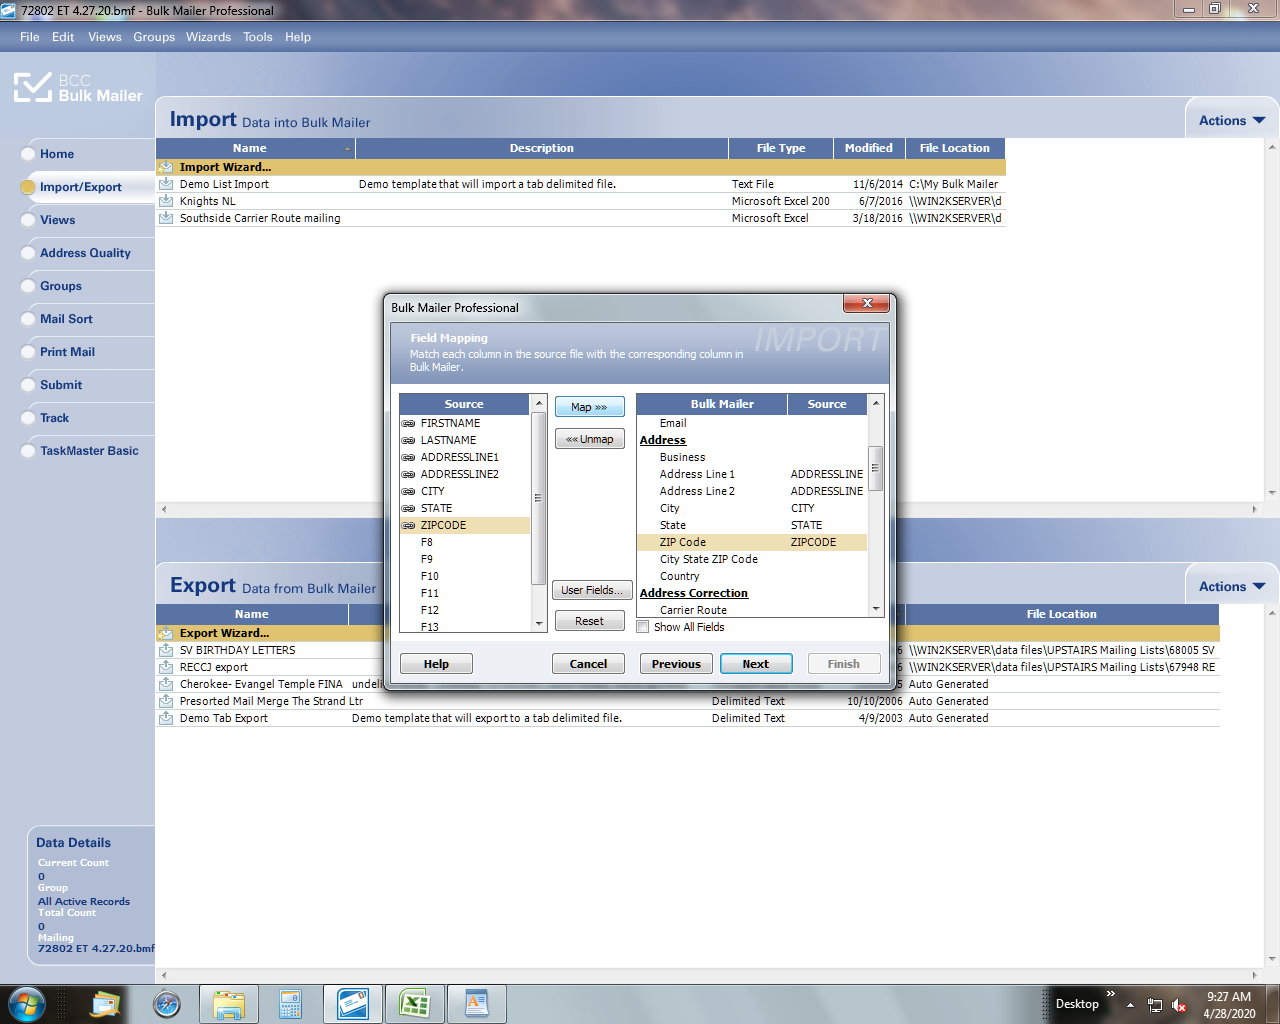 72802 ET 4.27.20.bmf - Bulk Mailer Professional
File Edit Views Groups Wizards Tools Help
BCC
Bulk Mailer
Home
Import/Export
Views
Address Quality
Groups
Mail Sort
Print Mail
Submit
Track
TaskMaster Basic
Data Details
Current Count
0
Group
All Active Records
Total Count
0
Mailing
72802 ET 4.27.20.bmf
Import Data into Bulk Mailer
Actions
Name Description File Type Modified File Location
Import Wizard...
Demo List Import Demo template that will import a tab delimited file. Text File 11/6/2014 C:\My Bulk Mailer
Knights NL Microsoft Excel 200 6/7/2016 \\WIN2KSERVER\d
Southside Carrier Route mailing Microsoft Excel 3/18/2016 \\WIN2KSERVER\d
Bulk Mailer Professional
IMPORT
Field Mapping
Match each column in the source file with the corresponding column in
Bulk Mailer.
Source
FIRSTNAME
LASTNAME
ADDRESSLINE1
ADDRESSLINE2
CITY
STATE
ZIPCODE
F8
F9
F10
F11
F12
F13
Map »»
«« Unmap
User Fields...
Reset
Bulk Mailer Source
Email
Address
Business
Address Line 1 ADDRESSLINE
Address Line 2 ADDRESSLINE
City CITY
State STATE
ZIP Code ZIPCODE
City State ZIP Code
Country
Address Correction
Carrier Route
Show All Fields
Help Cancel Previous Next Finish
Export Data from Bulk Mailer
Actions
Name File Location
Export Wizard...
SV BIRTHDAY LETTERS 6 \\WIN2KSERVER\data files\UPSTAIRS Mailing Lists\68005 SV
RECCJ export 6 \\WIN2KSERVER\data files\UPSTAIRS Mailing Lists\67948 RE
Cherokee- Evangel Temple FINA undeli 5 Auto Generated
Presorted Mail Merge The Strand Ltr Delimited Text 10/10/2006 Auto Generated
Demo Tab Export Demo template that will export to a tab delimited file. Delimited Text 4/9/2003 Auto Generated
Desktop »
9:27 AM
4/28/2020